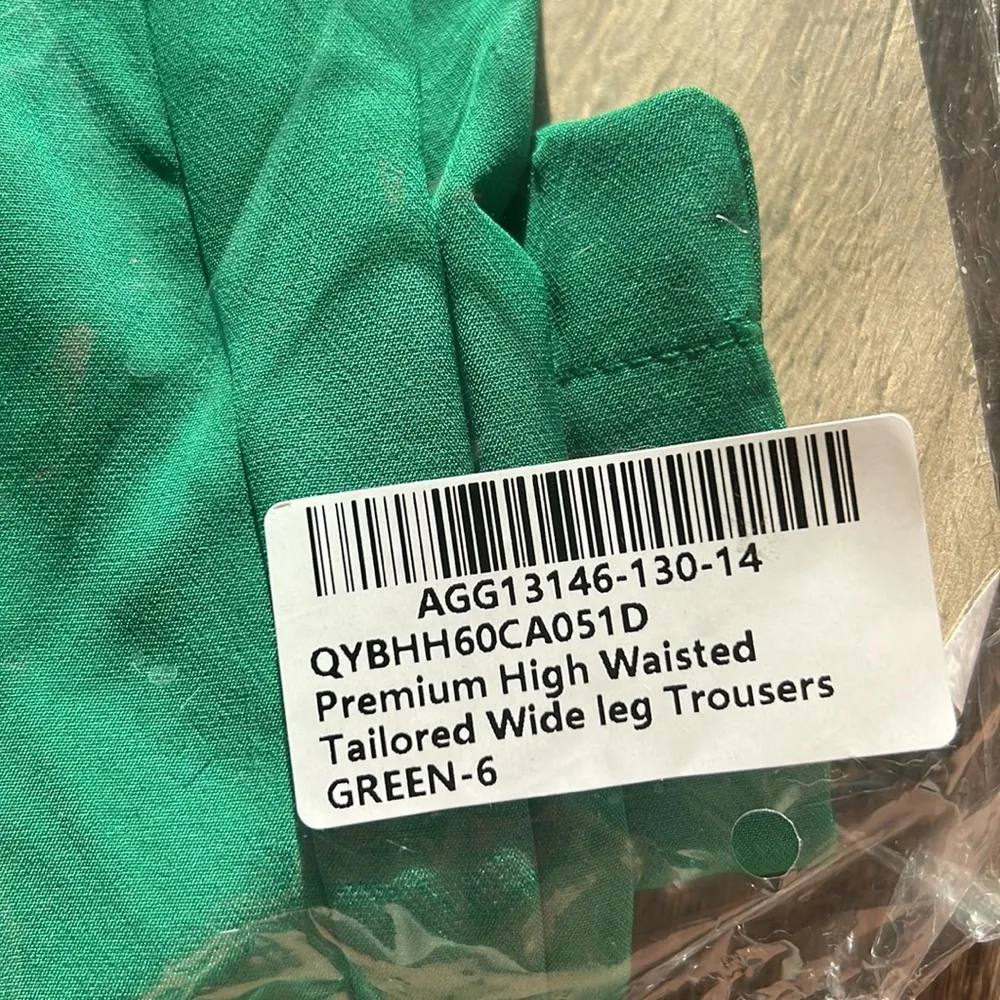 AGG13146-130-14
QYBHH60CA051D
Premium High Waisted
Tailored Wide leg Trousers
GREEN-6